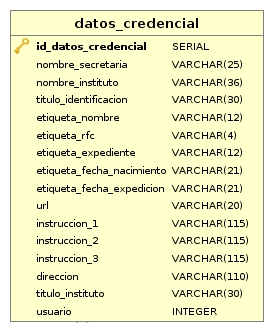 datos_credencial
id_datos_credencial SERIAL
nombre_secretaria VARCHAR(25)
nombre_instituto VARCHAR(36)
titulo_identificacion VARCHAR(30)
etiqueta_nombre VARCHAR(12)
etiqueta_rfc VARCHAR(4)
etiqueta_expediente VARCHAR(12)
etiqueta_fecha_nacimiento VARCHAR(21)
etiqueta_fecha_expedicion VARCHAR(21)
url VARCHAR(20)
instruccion_1 VARCHAR(115)
instruccion_2 VARCHAR(115)
instruccion_3 VARCHAR(115)
direccion VARCHAR(110)
titulo_instituto VARCHAR(30)
usuario INTEGER